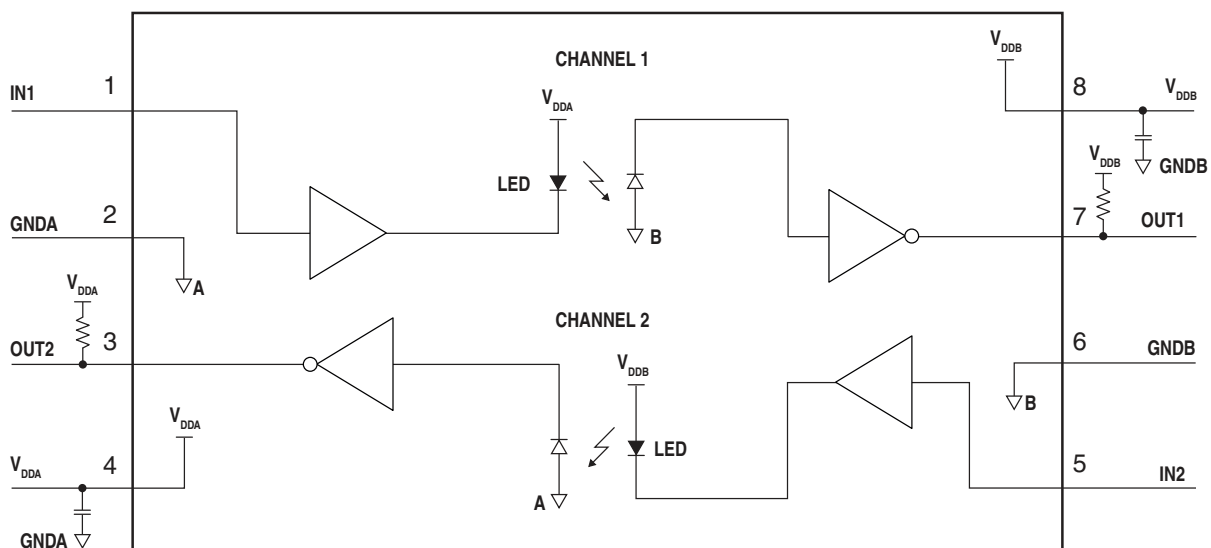 CHANNEL 1
V_DDB
1
IN1
8
V_DDB
V_DDA
GNDB
V_DDB
LED
2
GNDA
7
OUT1
B
A
V_DDA
CHANNEL 2
3
OUT2
6
GNDB
V_DDB
B
V_DDA
4
V_DDA
LED
5
IN2
A
GNDA